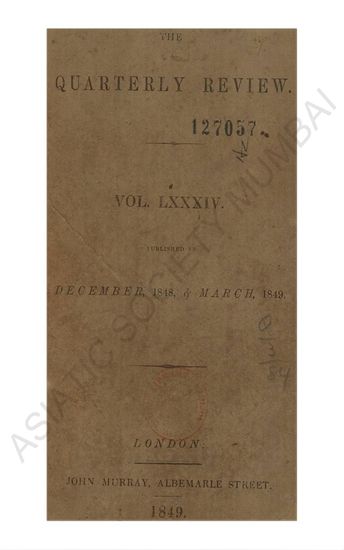 THE
QUARTERLY REVIEW.
127057
VOL. LXXXIV.
PUBLISHED IN
DECEMBER, 1848, & MARCH, 1849.
LONDON.
JOHN MURRAY, ALBEMARLE STREET.
1849.
ASIATIC SOCIETY MUMBAI